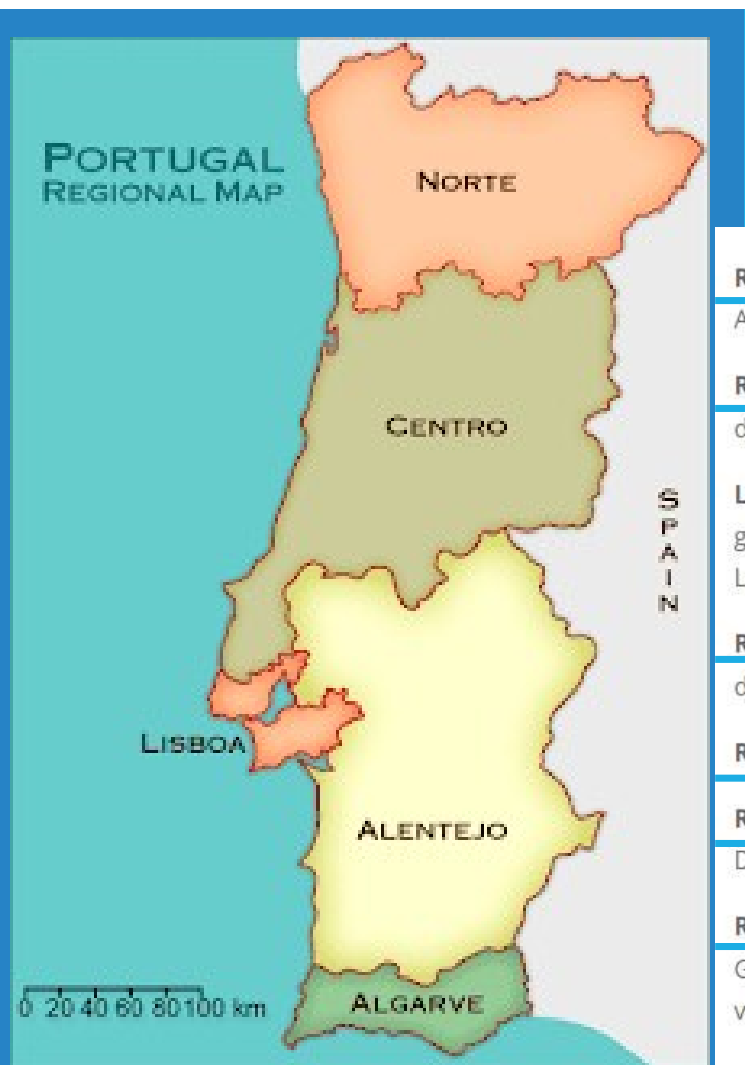 PORTUGAL
REGIONAL MAP
NORTE
CENTRO
SPAIN
LISBOA
ALENTEJO
ALGARVE
0 20 40 60 80 100 km
R
A
R
d
L
g
L
R
d
R
R
D
R
G
v